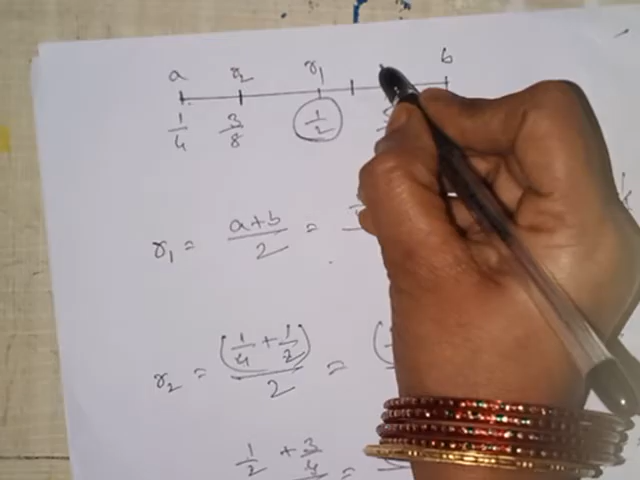 a r₂ r₁ b
1/4 3/8 1/2
r₁ = a+b/2 =
r₂ = (1/4 + 1/2)/2 =
1/2 + 3/4 =